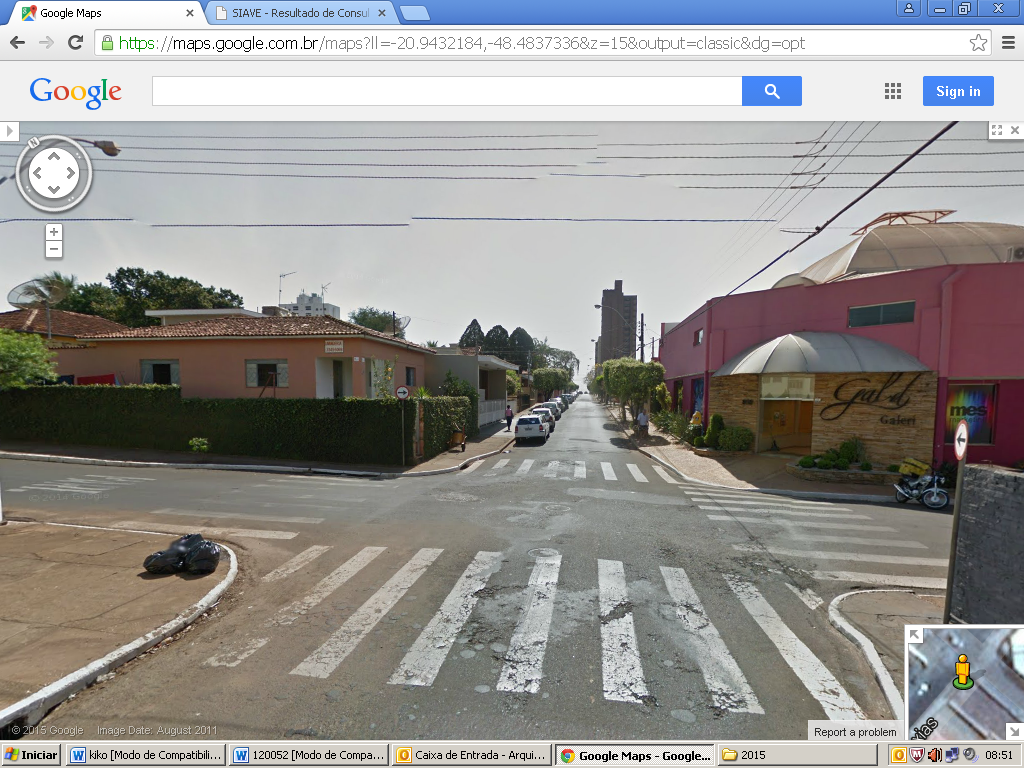 Google Maps
SIAVE - Resultado de Consul
https://maps.google.com.br/maps?ll=-20.9432184,-48.4837336&z=15&output=classic&dg=opt
Google
Sign in
N
+
−
Galeri
mes
© 2015 Google
Image Date: August 2011
Report a problem
Iniciar
kiko [Modo de Compatibili...
120052 [Modo de Compa...
Caixa de Entrada - Arqui...
Google Maps - Google...
2015
08:51